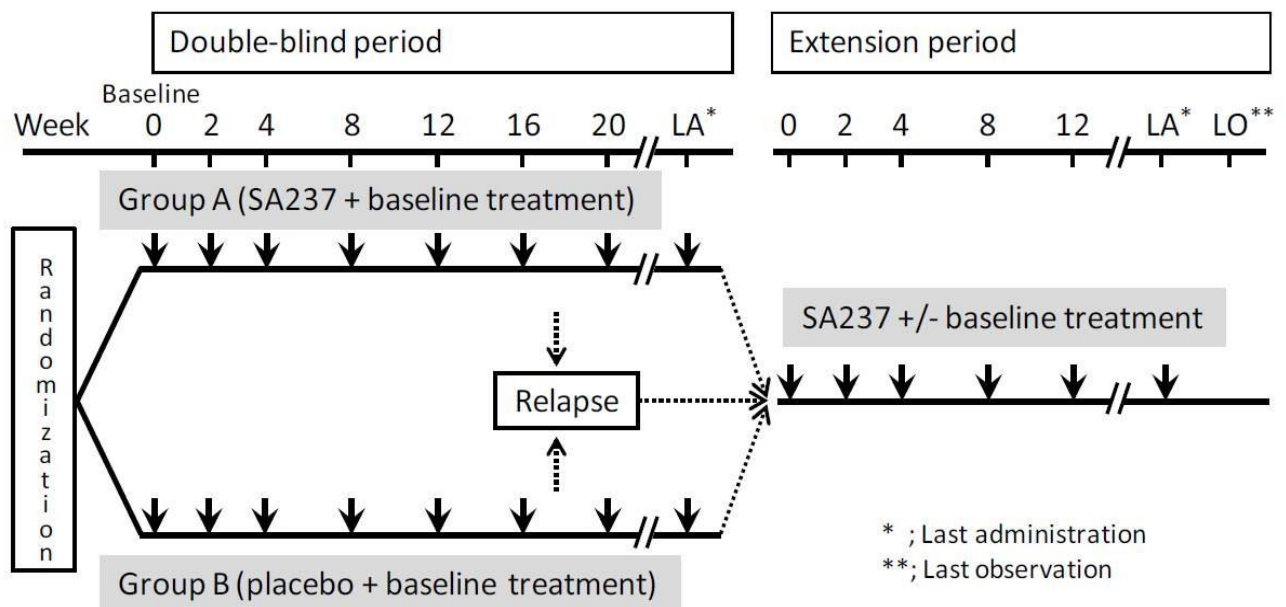 Double-blind period
Extension period
Baseline
Week 0 2 4 8 12 16 20 LA*
0 2 4 8 12 LA* LO**
Group A (SA237 + baseline treatment)
Randomization
SA237 +/- baseline treatment
Relapse
Group B (placebo + baseline treatment)
* ; Last administration
**; Last observation